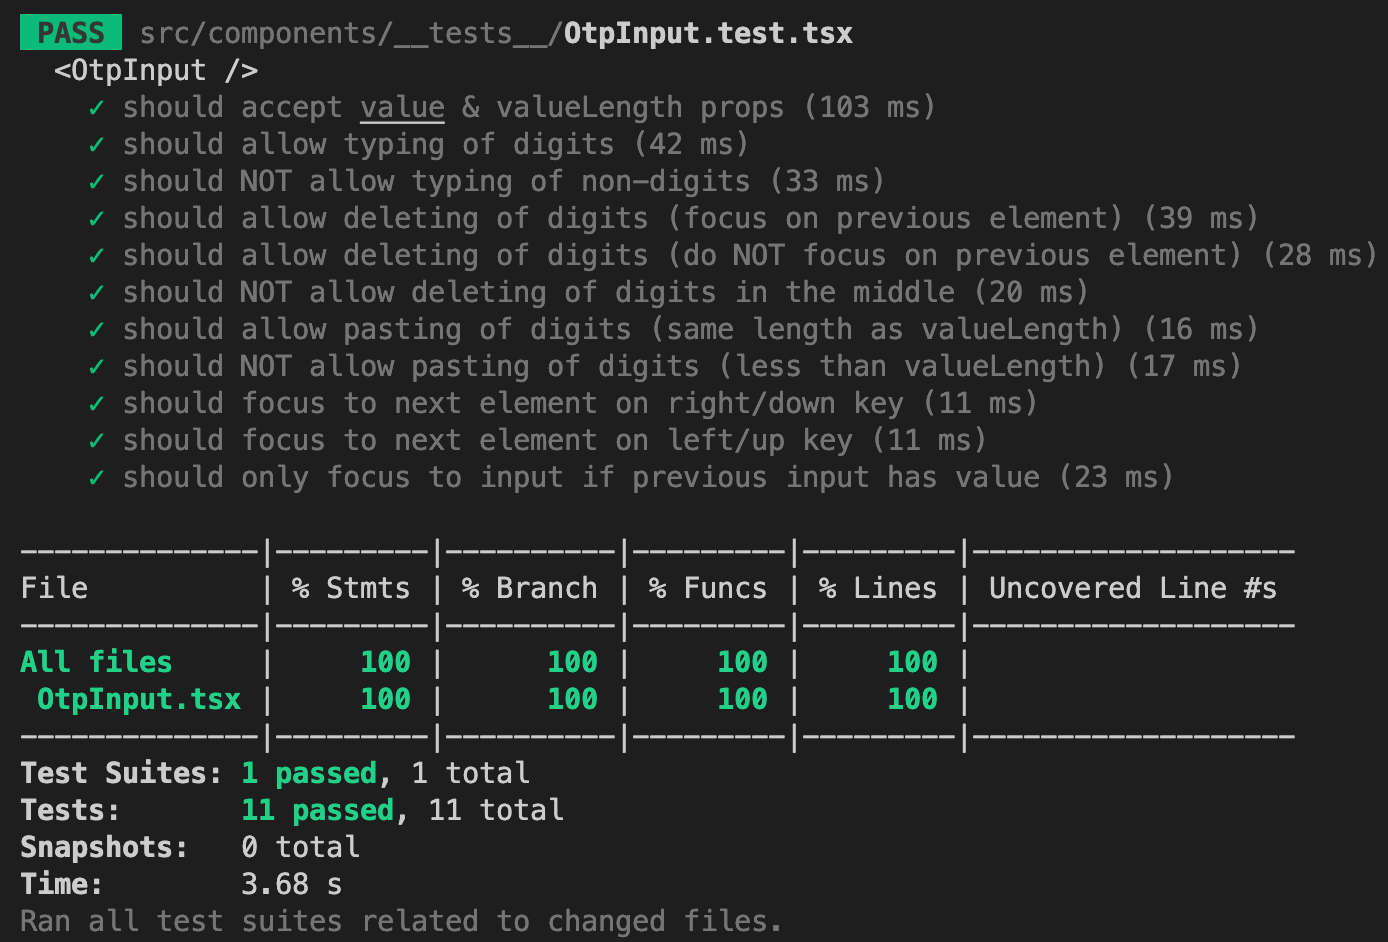 PASS src/components/__tests__/OtpInput.test.tsx
<OtpInput />
✓ should accept value & valueLength props (103 ms)
✓ should allow typing of digits (42 ms)
✓ should NOT allow typing of non-digits (33 ms)
✓ should allow deleting of digits (focus on previous element) (39 ms)
✓ should allow deleting of digits (do NOT focus on previous element) (28 ms)
✓ should NOT allow deleting of digits in the middle (20 ms)
✓ should allow pasting of digits (same length as valueLength) (16 ms)
✓ should NOT allow pasting of digits (less than valueLength) (17 ms)
✓ should focus to next element on right/down key (11 ms)
✓ should focus to next element on left/up key (11 ms)
✓ should only focus to input if previous input has value (23 ms)
--------------|---------|----------|---------|---------|-------------------
File          | % Stmts | % Branch | % Funcs | % Lines | Uncovered Line #s
--------------|---------|----------|---------|---------|-------------------
All files     |     100 |      100 |     100 |     100 |
 OtpInput.tsx |     100 |      100 |     100 |     100 |
--------------|---------|----------|---------|---------|-------------------
Test Suites: 1 passed, 1 total
Tests:       11 passed, 11 total
Snapshots:   0 total
Time:        3.68 s
Ran all test suites related to changed files.